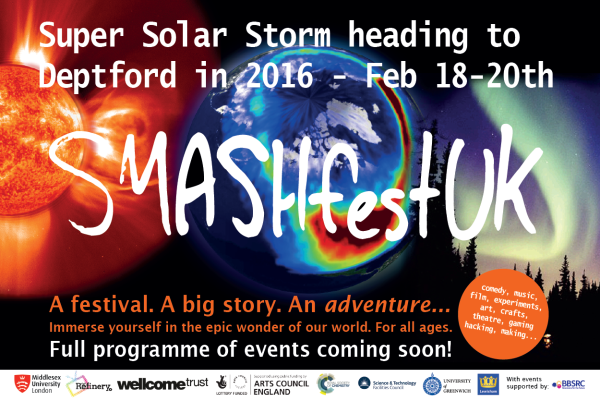 Super Solar Storm heading to
Deptford in 2016 - Feb 18-20th
SMASHfestUK
A festival. A big story. An adventure...
Immerse yourself in the epic wonder of our world. For all ages.
Full programme of events coming soon!
comedy, music,
film, experiments,
art, crafts,
theatre, gaming
hacking, making...
Middlesex
University
London
Refinery
wellcometrust
LOTTERY FUNDED
ARTS COUNCIL
ENGLAND
Science & Technology
Facilities Council
UNIVERSITY
of GREENWICH
Lewisham
With events
supported by:
BBSRC